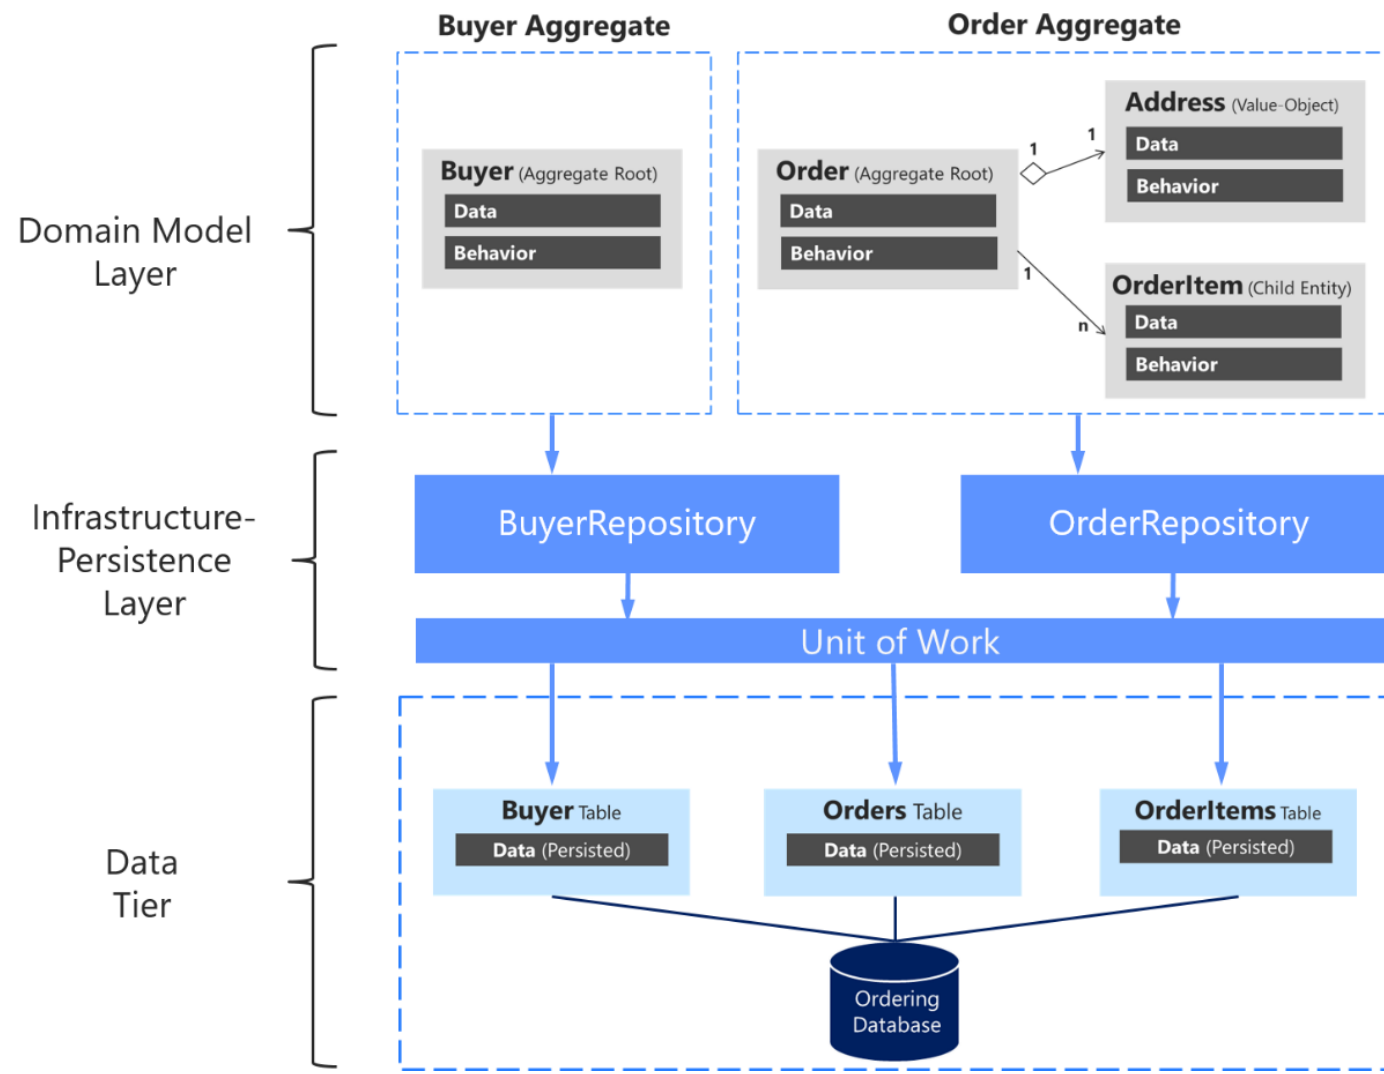 Buyer Aggregate
Order Aggregate
Domain Model
Layer
Buyer (Aggregate Root)
Data
Behavior
Order (Aggregate Root)
Data
Behavior
1
1
1
n
Address (Value-Object)
Data
Behavior
OrderItem (Child Entity)
Data
Behavior
Infrastructure-
Persistence
Layer
BuyerRepository
OrderRepository
Unit of Work
Data
Tier
Buyer Table
Data (Persisted)
Orders Table
Data (Persisted)
OrderItems Table
Data (Persisted)
Ordering
Database